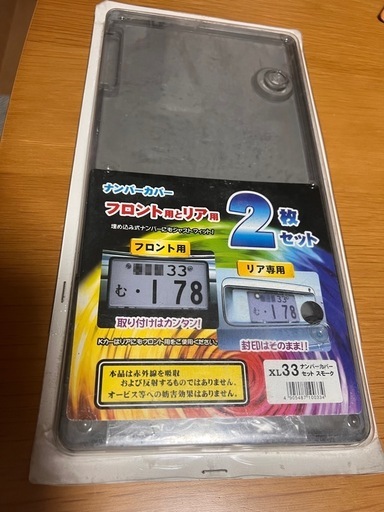 ナンバーカバー
フロント用とリア用
埋め込み式ナンバーにもジャストフィット!
2枚セット
フロント用
33
む・178
取り付けはカンタン!
リア専用
33
む・178
封印はそのまま!!
Kカーはリアにもフロント用をご使用ください。
本品は赤外線を吸収
および反射するものではありません。
オービス等への妨害効果はありません。
XL33 ナンバーカバー
セット スモーク